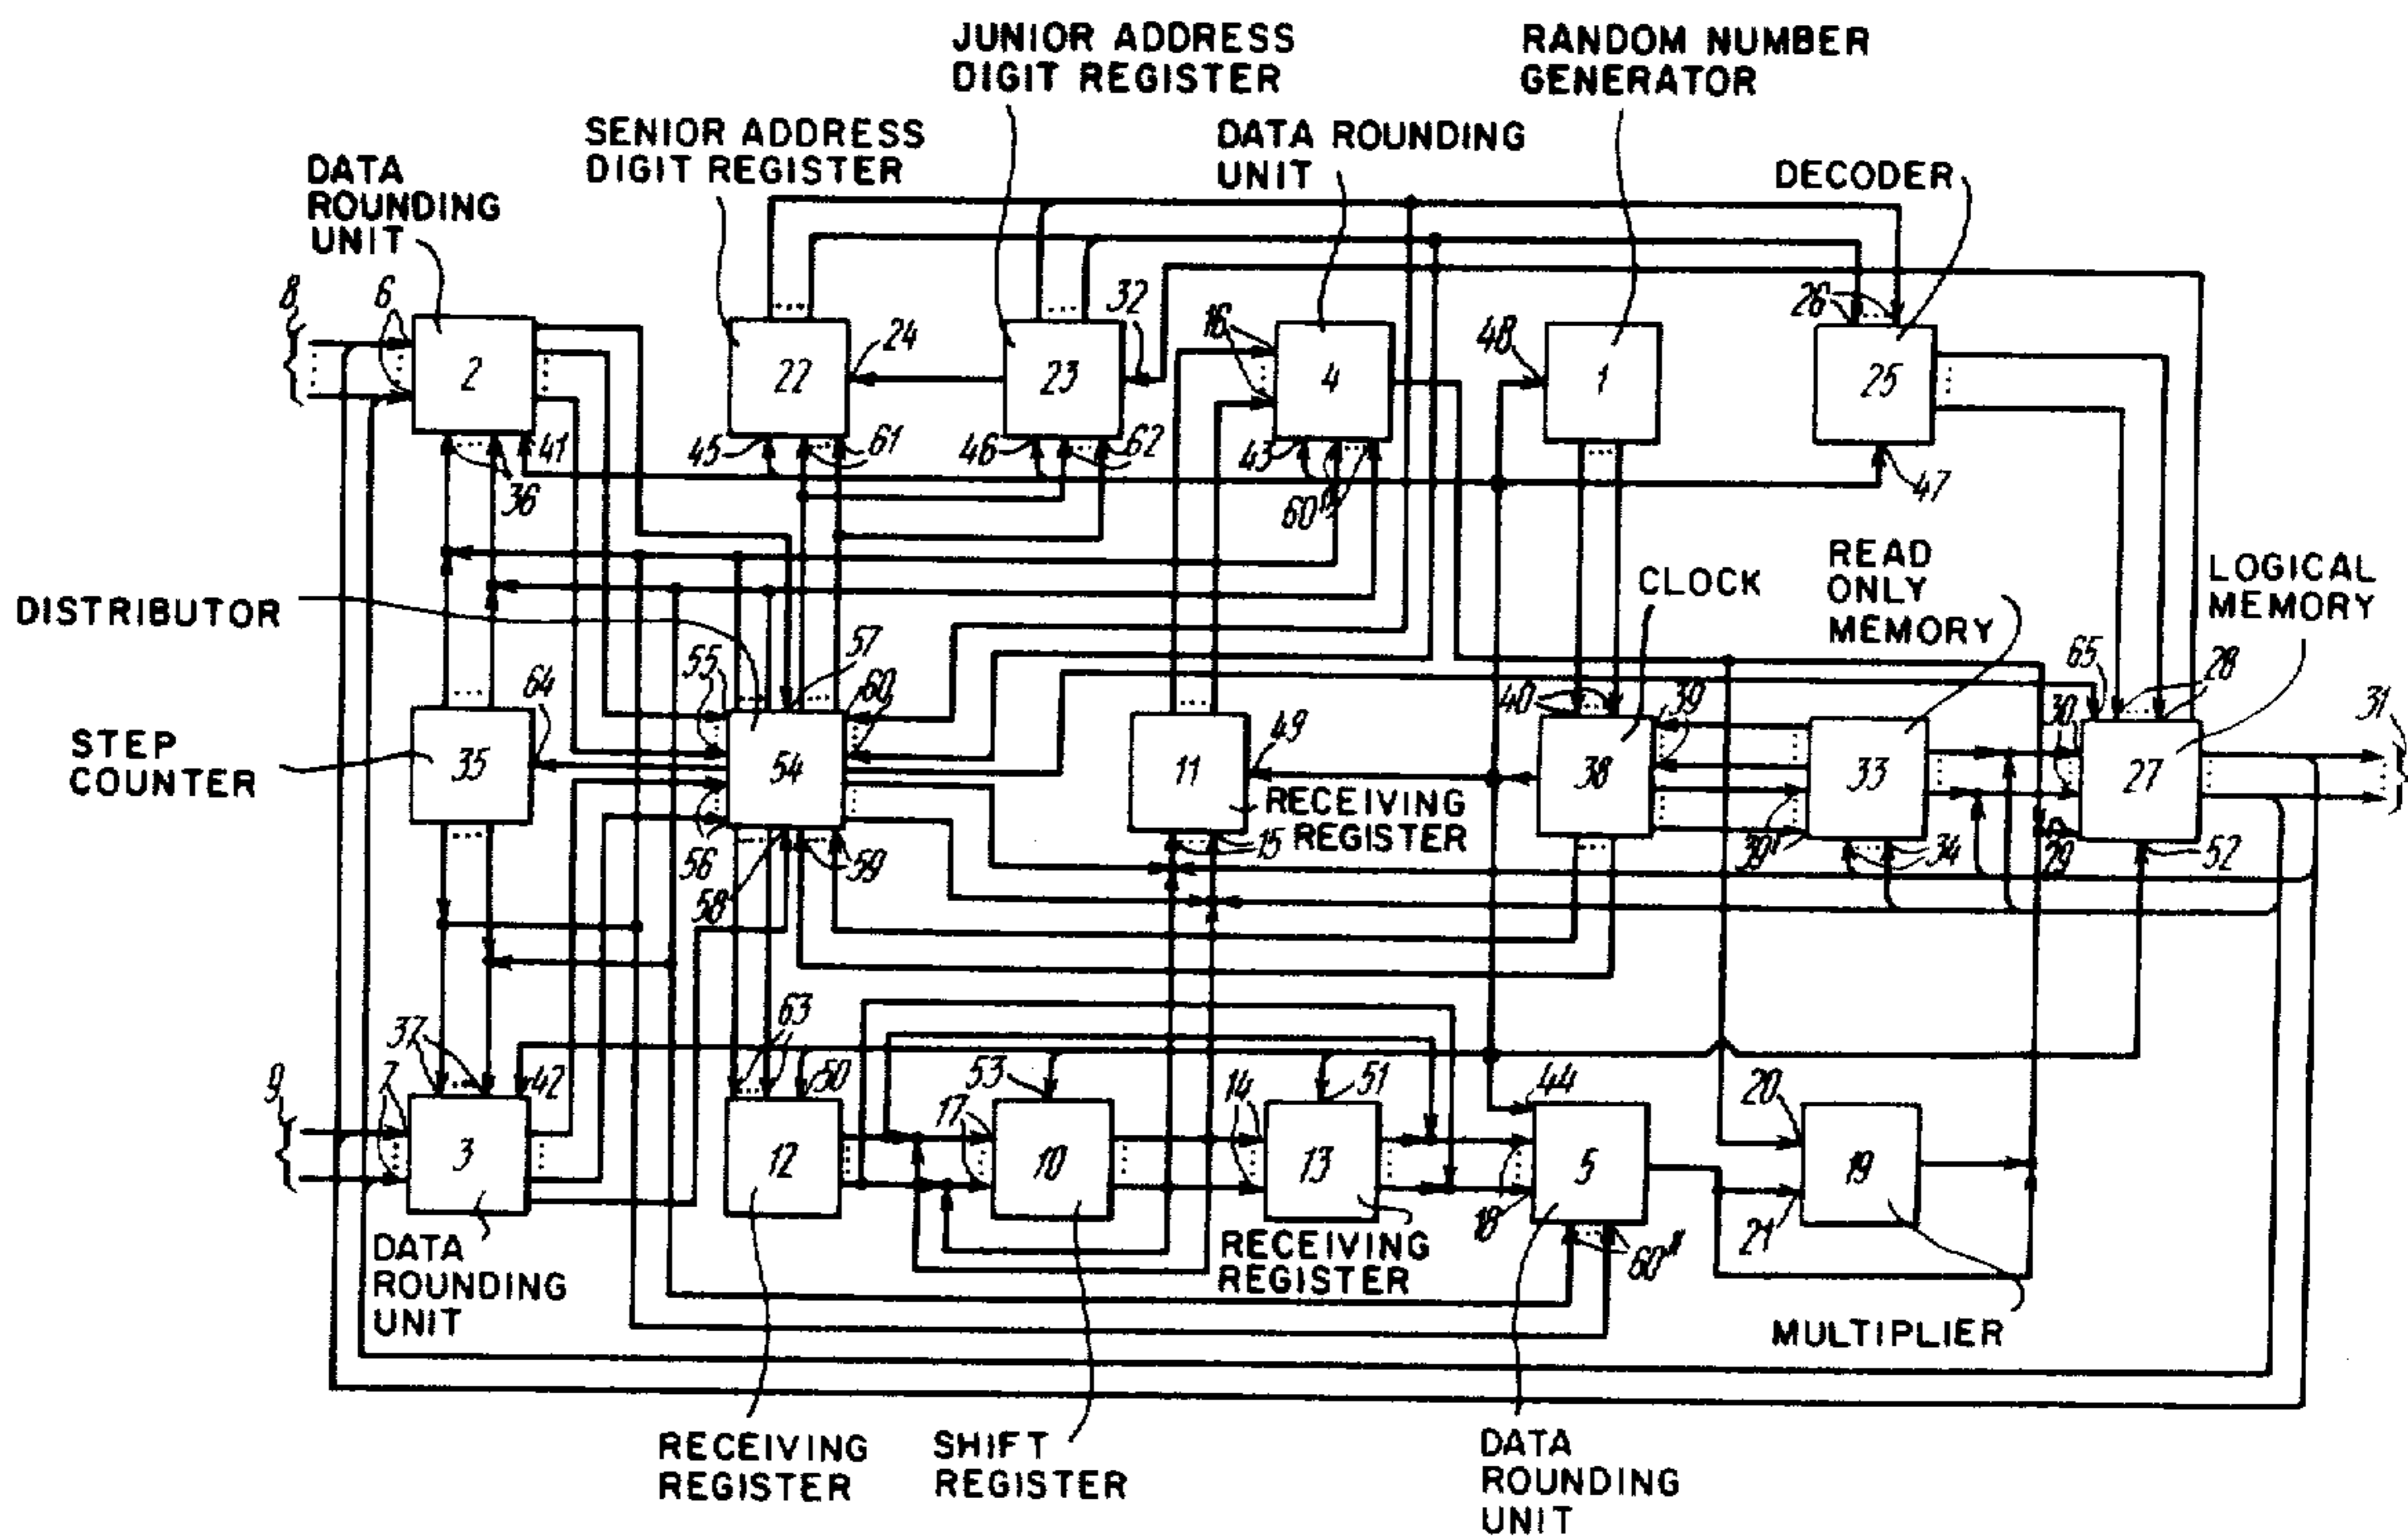 JUNIOR ADDRESS
DIGIT REGISTER
RANDOM NUMBER
GENERATOR
SENIOR ADDRESS
DIGIT REGISTER
DATA ROUNDING
UNIT
DECODER
DATA
ROUNDING
UNIT
8
6
2
22
24
23
32
16
4
48
1
26
25
36
41
45
61
46
62
43
60'
47
DISTRIBUTOR
CLOCK
READ
ONLY
MEMORY
LOGICAL
MEMORY
STEP
COUNTER
35
64
55
57
60
54
56
58
59
11
49
15
RECEIVING
REGISTER
40
38
39
39'
33
34
65
28
30
27
29
52
31
9
7
37
42
3
63
50
12
53
17
10
14
51
13
44
18
5
60"
20
21
19
DATA
ROUNDING
UNIT
RECEIVING
REGISTER
MULTIPLIER
RECEIVING
REGISTER
SHIFT
REGISTER
DATA
ROUNDING
UNIT